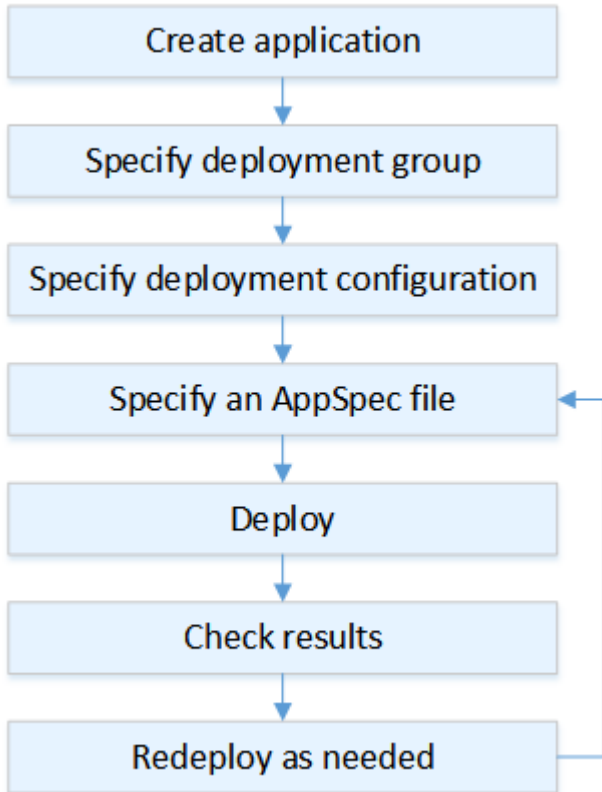 Create application
Specify deployment group
Specify deployment configuration
Specify an AppSpec file
Deploy
Check results
Redeploy as needed